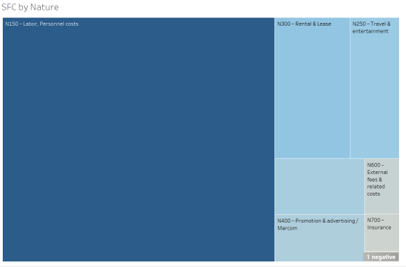 SFC by Nature
N150 - Labor, Personnel costs
N300 - Rental & Lease
N250 - Travel &
entertainment
N600 -
External
fees &
related
costs
N400 - Promotion & advertising /
Marcom
N700 -
Insurance
1 negative